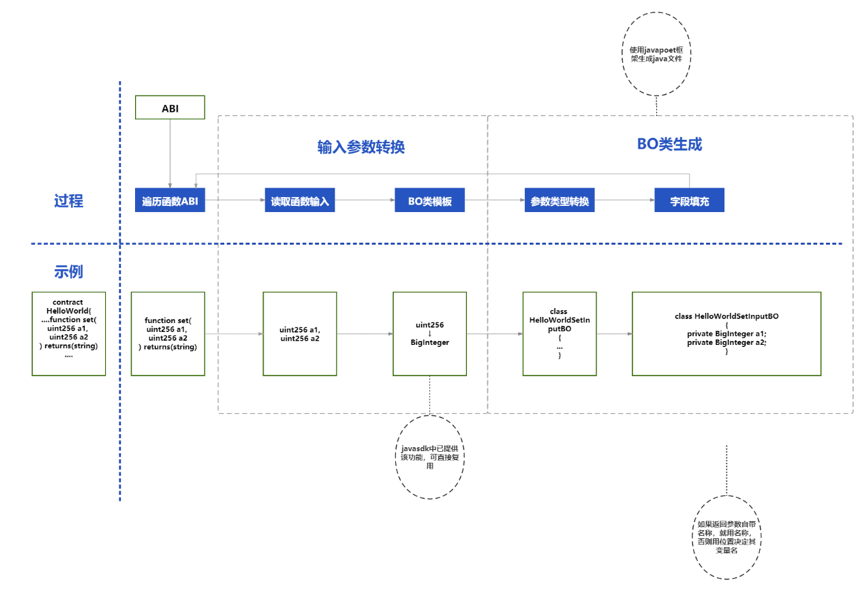 使用javapoet框
架生成java文件
ABI
输入参数转换
BO类生成
过程
遍历函数ABI
读取函数输入
BO类模板
参数类型转换
字段填充
示例
contract
HelloWorld(
....function set(
uint256 a1,
uint256 a2
) returns(string)
....
function set(
uint256 a1,
uint256 a2
) returns(string)
uint256 a1,
uint256 a2
uint256
↓
BigInteger
class
HelloWorldSetIn
putBO
{
...
}
class HelloWorldSetInputBO
{
private BigInteger a1;
private BigInteger a2;
}
javasdk中已提供
该功能，可直接复
用
如果返回参数自带
名称，就用名称，
否则用位置决定其
变量名